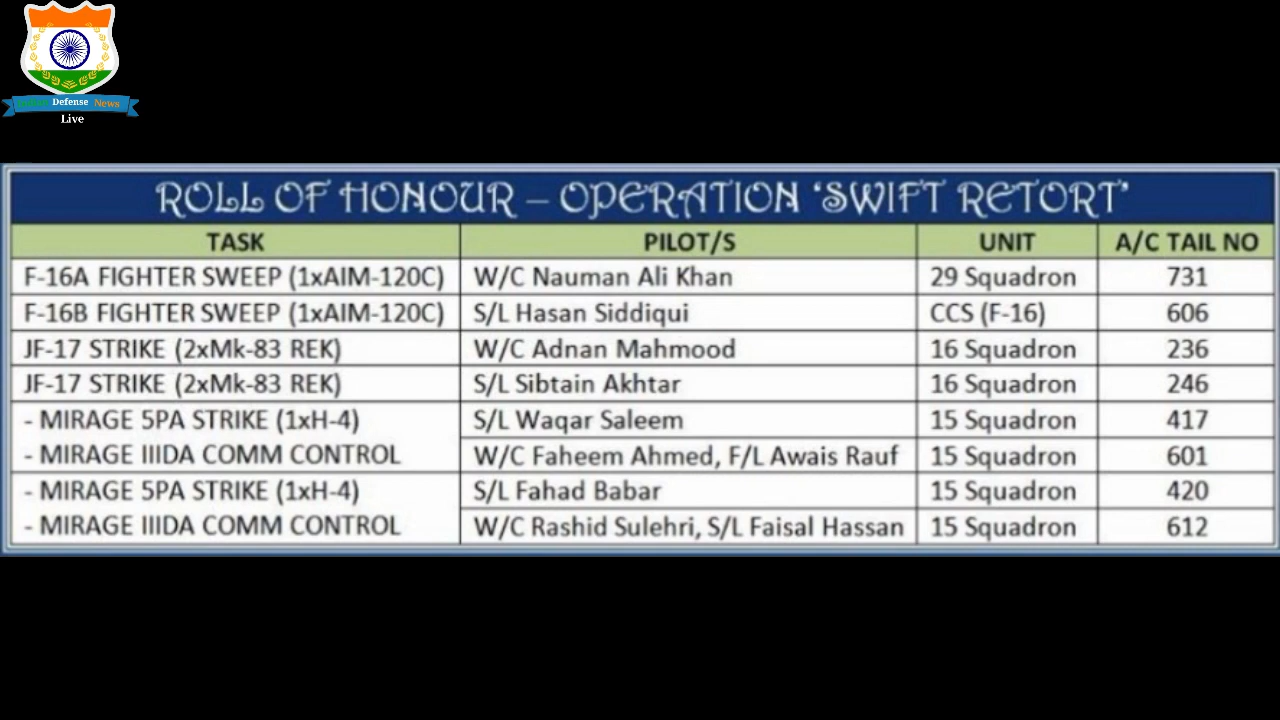 Defense News
Live
ROLL OF HONOUR – OPERATION ‘SWIFT RETORT’
TASK PILOT/S UNIT A/C TAIL NO
F-16A FIGHTER SWEEP (1xAIM-120C) W/C Nauman Ali Khan 29 Squadron 731
F-16B FIGHTER SWEEP (1xAIM-120C) S/L Hasan Siddiqui CCS (F-16) 606
JF-17 STRIKE (2xMk-83 REK) W/C Adnan Mahmood 16 Squadron 236
JF-17 STRIKE (2xMk-83 REK) S/L Sibtain Akhtar 16 Squadron 246
- MIRAGE 5PA STRIKE (1xH-4) S/L Waqar Saleem 15 Squadron 417
- MIRAGE IIIDA COMM CONTROL W/C Faheem Ahmed, F/L Awais Rauf 15 Squadron 601
- MIRAGE 5PA STRIKE (1xH-4) S/L Fahad Babar 15 Squadron 420
- MIRAGE IIIDA COMM CONTROL W/C Rashid Sulehri, S/L Faisal Hassan 15 Squadron 612